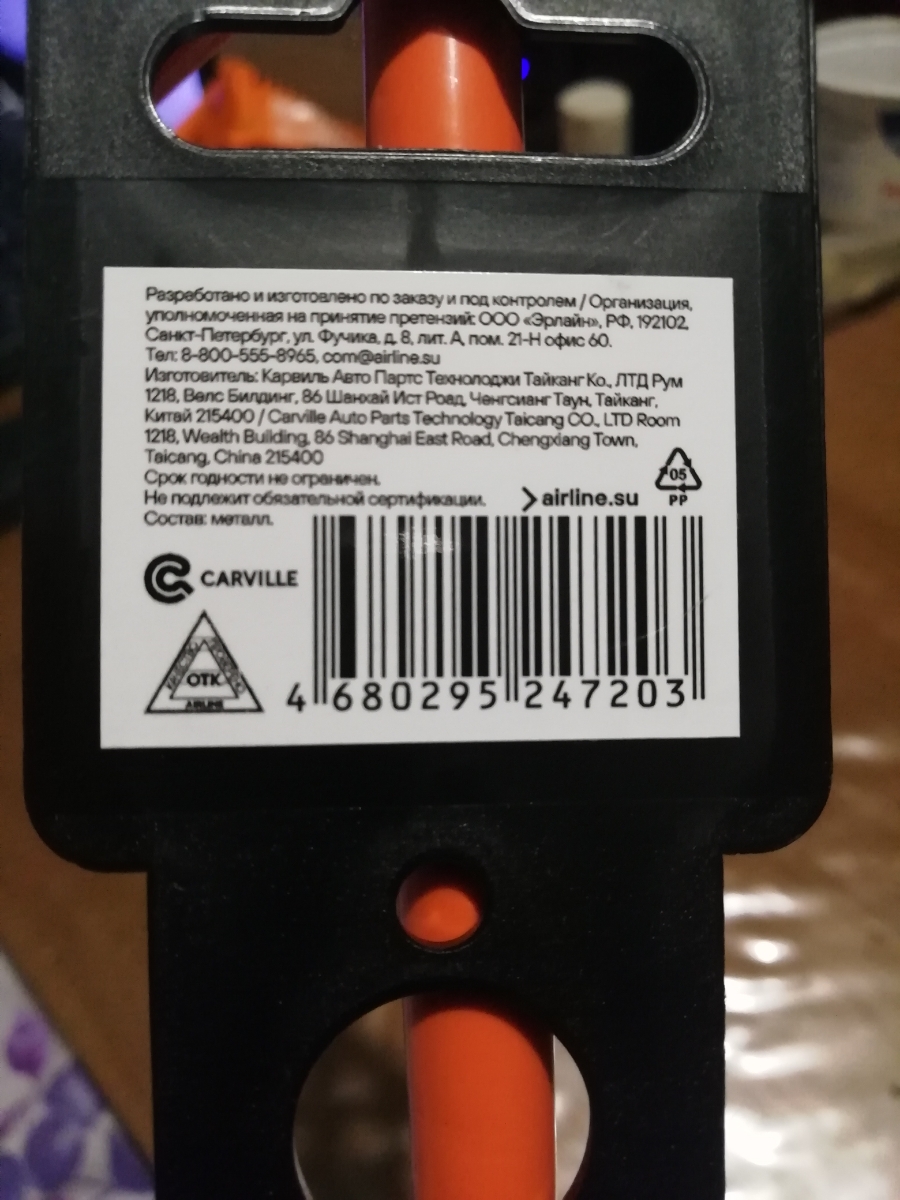 Разработано и изготовлено по заказу и под контролем / Организация,
уполномоченная на принятие претензий: ООО «Эрлайн», РФ, 192102,
Санкт-Петербург, ул. Фучика, д. 8, лит. А, пом. 21-Н офис 60.
Тел: 8-800-555-8965, com@airline.su
Изготовитель: Карвиль Авто Партс Технолоджи Тайканг Ко., ЛТД Рум
1218, Велс Билдинг, 86 Шанхай Ист Роад, Ченгсианг Таун, Тайканг,
Китай 215400 / Carville Auto Parts Technology Taicang CO., LTD Room
1218, Wealth Building, 86 Shanghai East Road, Chengxiang Town,
Taicang, China 215400
Срок годности не ограничен.
Не подлежит обязательной сертификации.
airline.su
05
PP
Состав: металл.
CARVILLE
ОТК
AIRLINE
4 680295 247203